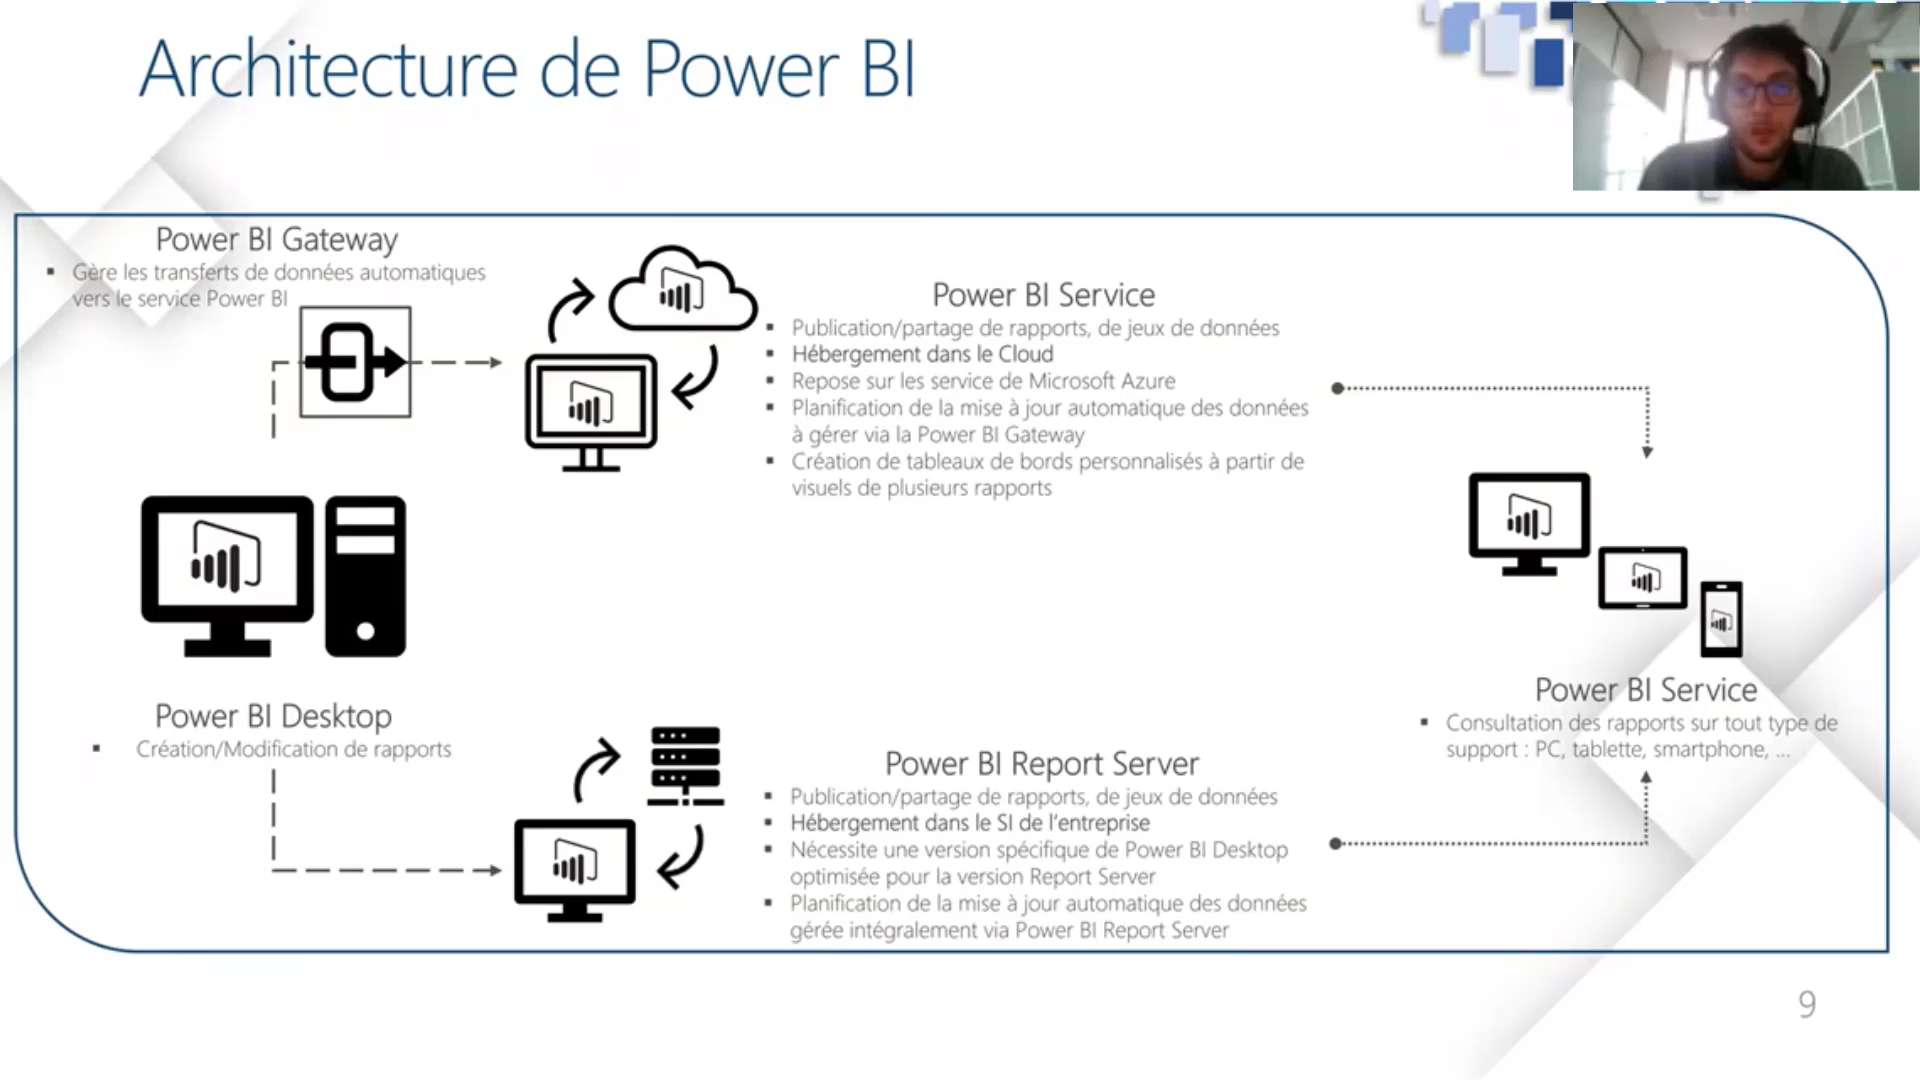 Architecture de Power BI
Power BI Gateway
▪ Gère les transferts de données automatiques
vers le service Power BI
Power BI Service
▪ Publication/partage de rapports, de jeux de données
▪ Hébergement dans le Cloud
▪ Repose sur les service de Microsoft Azure
▪ Planification de la mise à jour automatique des données
à gérer via la Power BI Gateway
▪ Création de tableaux de bords personnalisés à partir de
visuels de plusieurs rapports
Power BI Desktop
▪ Création/Modification de rapports
Power BI Report Server
▪ Publication/partage de rapports, de jeux de données
▪ Hébergement dans le SI de l'entreprise
▪ Nécessite une version spécifique de Power BI Desktop
optimisée pour la version Report Server
▪ Planification de la mise à jour automatique des données
gérée intégralement via Power BI Report Server
Power BI Service
▪ Consultation des rapports sur tout type de
support : PC, tablette, smartphone, ...
9